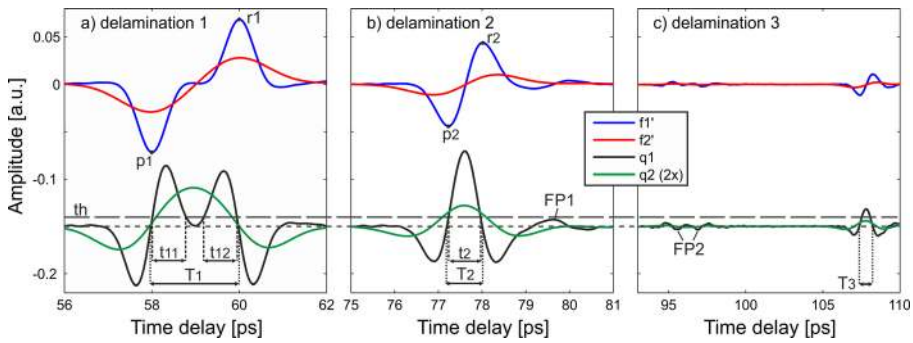 a) delamination 1
r1
p1
th
t11
t12
T1
0.05
0
-0.1
-0.2
56
58
60
62
Time delay [ps]
Amplitude [a.u.]
b) delamination 2
r2
p2
FP1
t2
T2
75
76
77
78
79
80
81
Time delay [ps]
c) delamination 3
f1'
f2'
q1
q2 (2x)
FP2
T3
95
100
105
110
Time delay [ps]